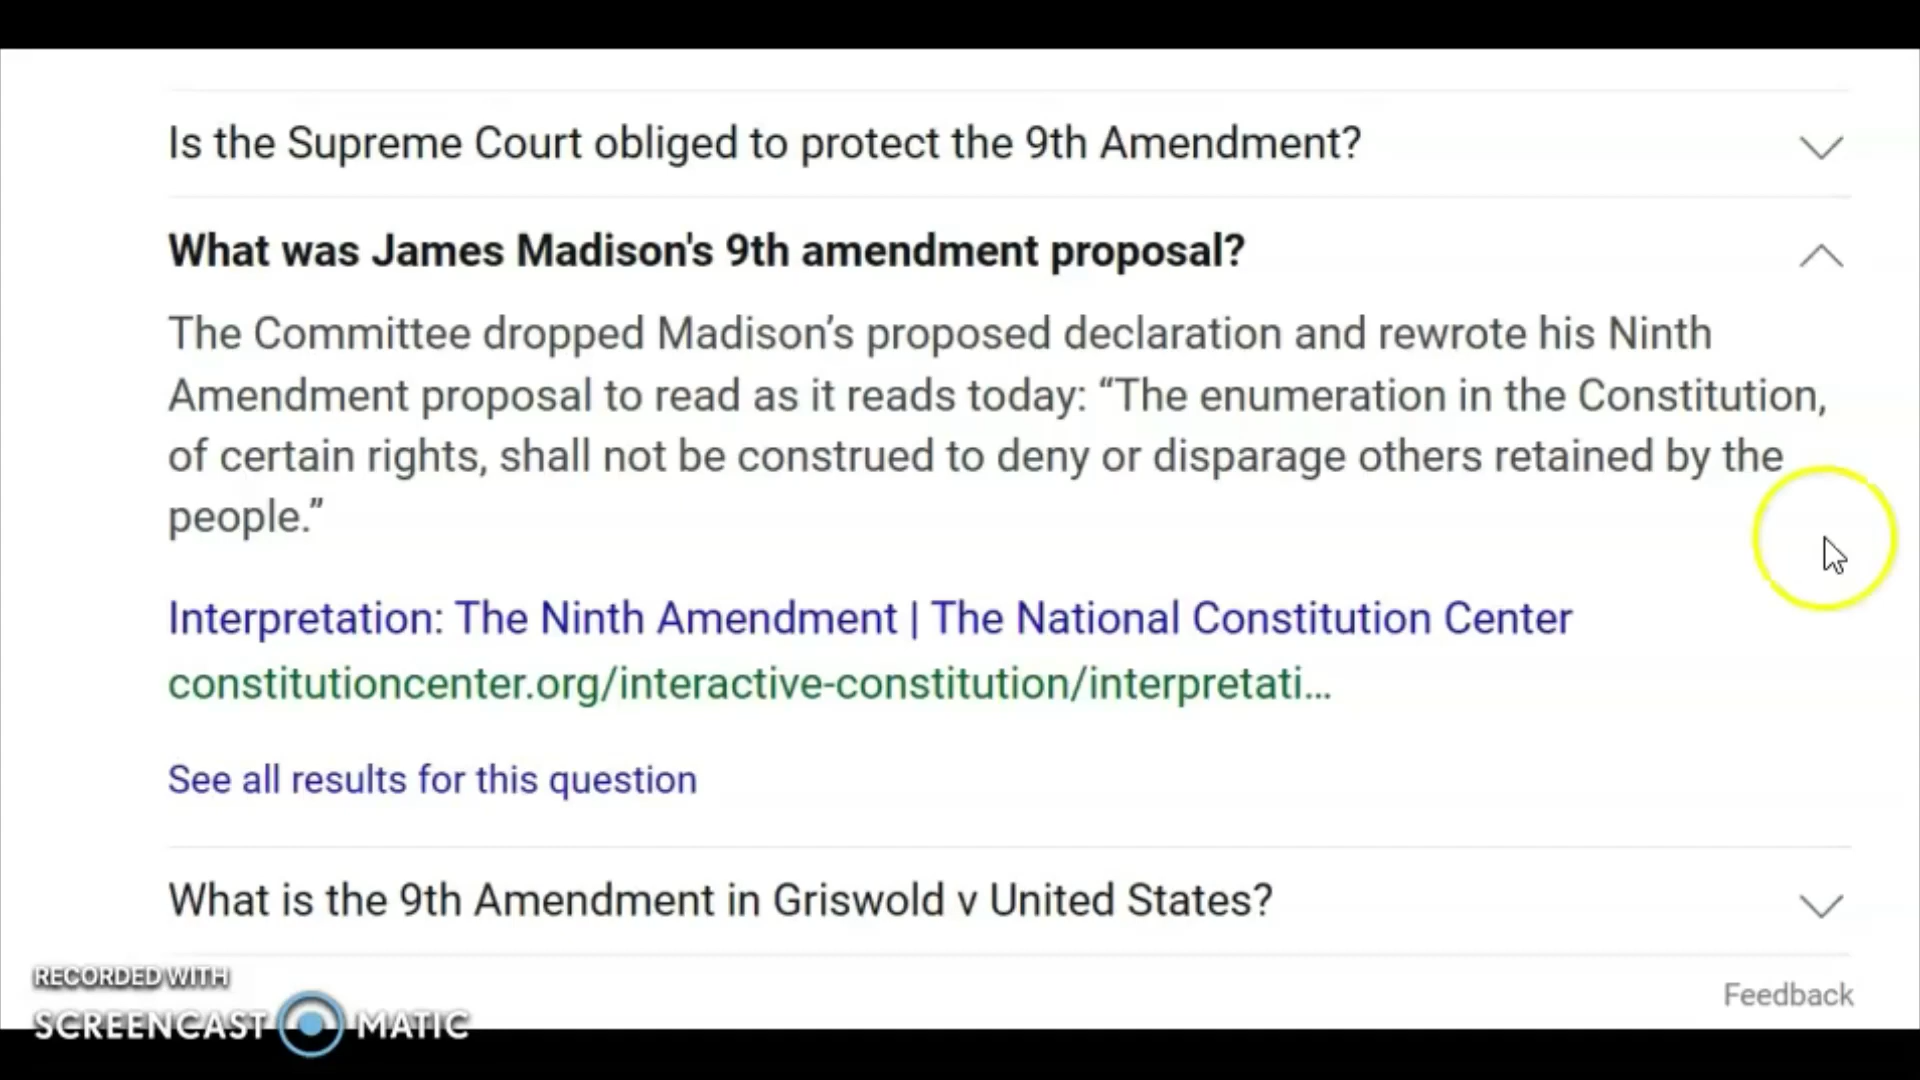 Is the Supreme Court obliged to protect the 9th Amendment?
What was James Madison's 9th amendment proposal?
The Committee dropped Madison’s proposed declaration and rewrote his Ninth
Amendment proposal to read as it reads today: “The enumeration in the Constitution,
of certain rights, shall not be construed to deny or disparage others retained by the
people.”
Interpretation: The Ninth Amendment | The National Constitution Center
constitutioncenter.org/interactive-constitution/interpretati...
See all results for this question
What is the 9th Amendment in Griswold v United States?
Feedback
RECORDED WITH
SCREENCAST MATIC